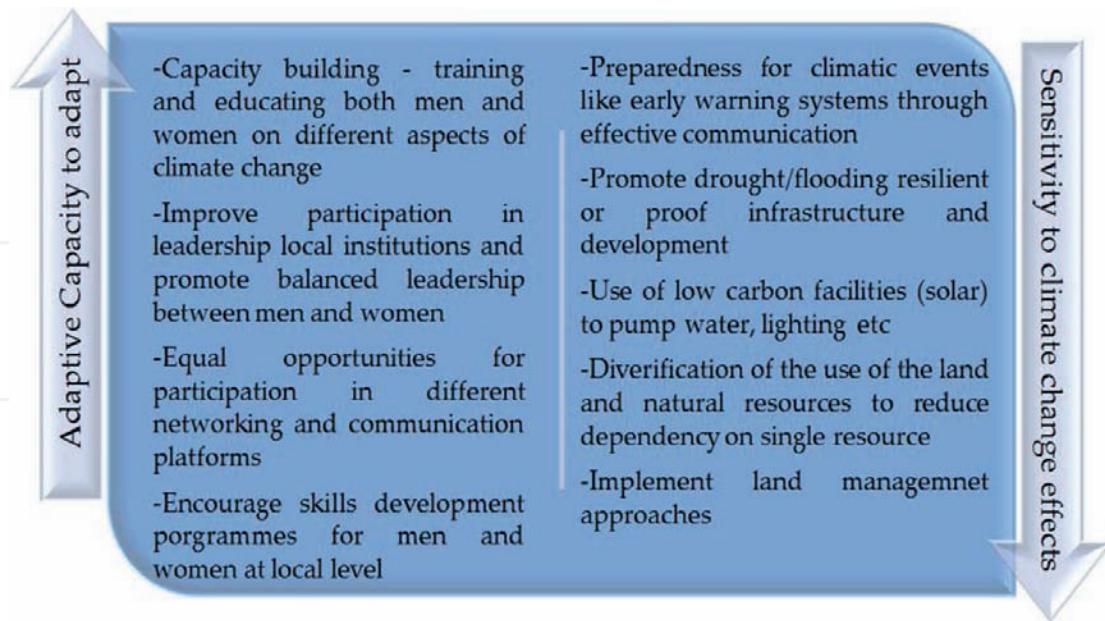 Adaptive Capacity to adapt
-Capacity building - training
and educating both men and
women on different aspects of
climate change
-Improve participation in
leadership local institutions and
promote balanced leadership
between men and women
-Equal opportunities for
participation in different
networking and communication
platforms
-Encourage skills development
porgrammes for men and
women at local level
-Preparedness for climatic events
like early warning systems through
effective communication
-Promote drought/flooding resilient
or proof infrastructure and
development
-Use of low carbon facilities (solar)
to pump water, lighting etc
-Diverification of the use of the land
and natural resources to reduce
dependency on single resource
-Implement land managemnet
approaches
Sensitivity to climate change effects